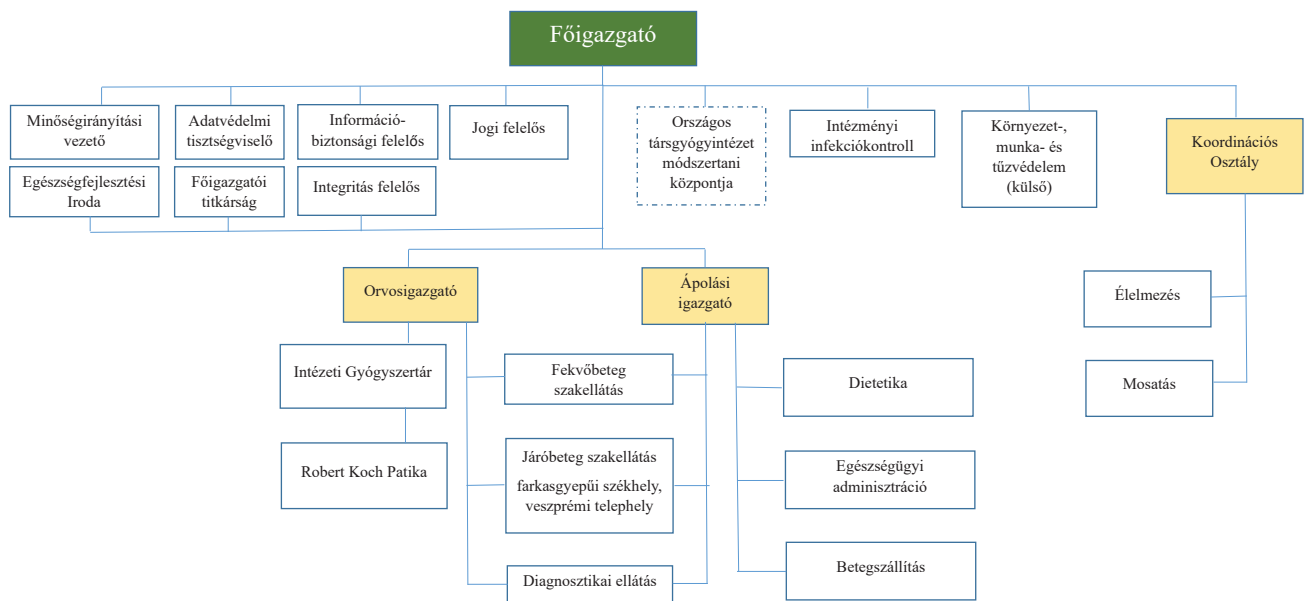 Főigazgató
Minőségirányítási
vezető
Adatvédelmi
tisztségviselő
Információ-
biztonsági felelős
Jogi felelős
Országos
társgyógyintézet
módszertani
központja
Intézményi
infekciókontroll
Környezet-,
munka- és
tűzvédelem
(külső)
Koordinációs
Osztály
Egészségfejlesztési
Iroda
Főigazgatói
titkárság
Integritás felelős
Orvosigazgató
Ápolási
igazgató
Élelmezés
Intézeti Gyógyszertár
Fekvőbeteg
szakellátás
Dietetika
Mosatás
Robert Koch Patika
Járóbeteg szakellátás
farkasgyepűi székhely,
veszprémi telephely
Egészségügyi
adminisztráció
Diagnosztikai ellátás
Betegszállítás